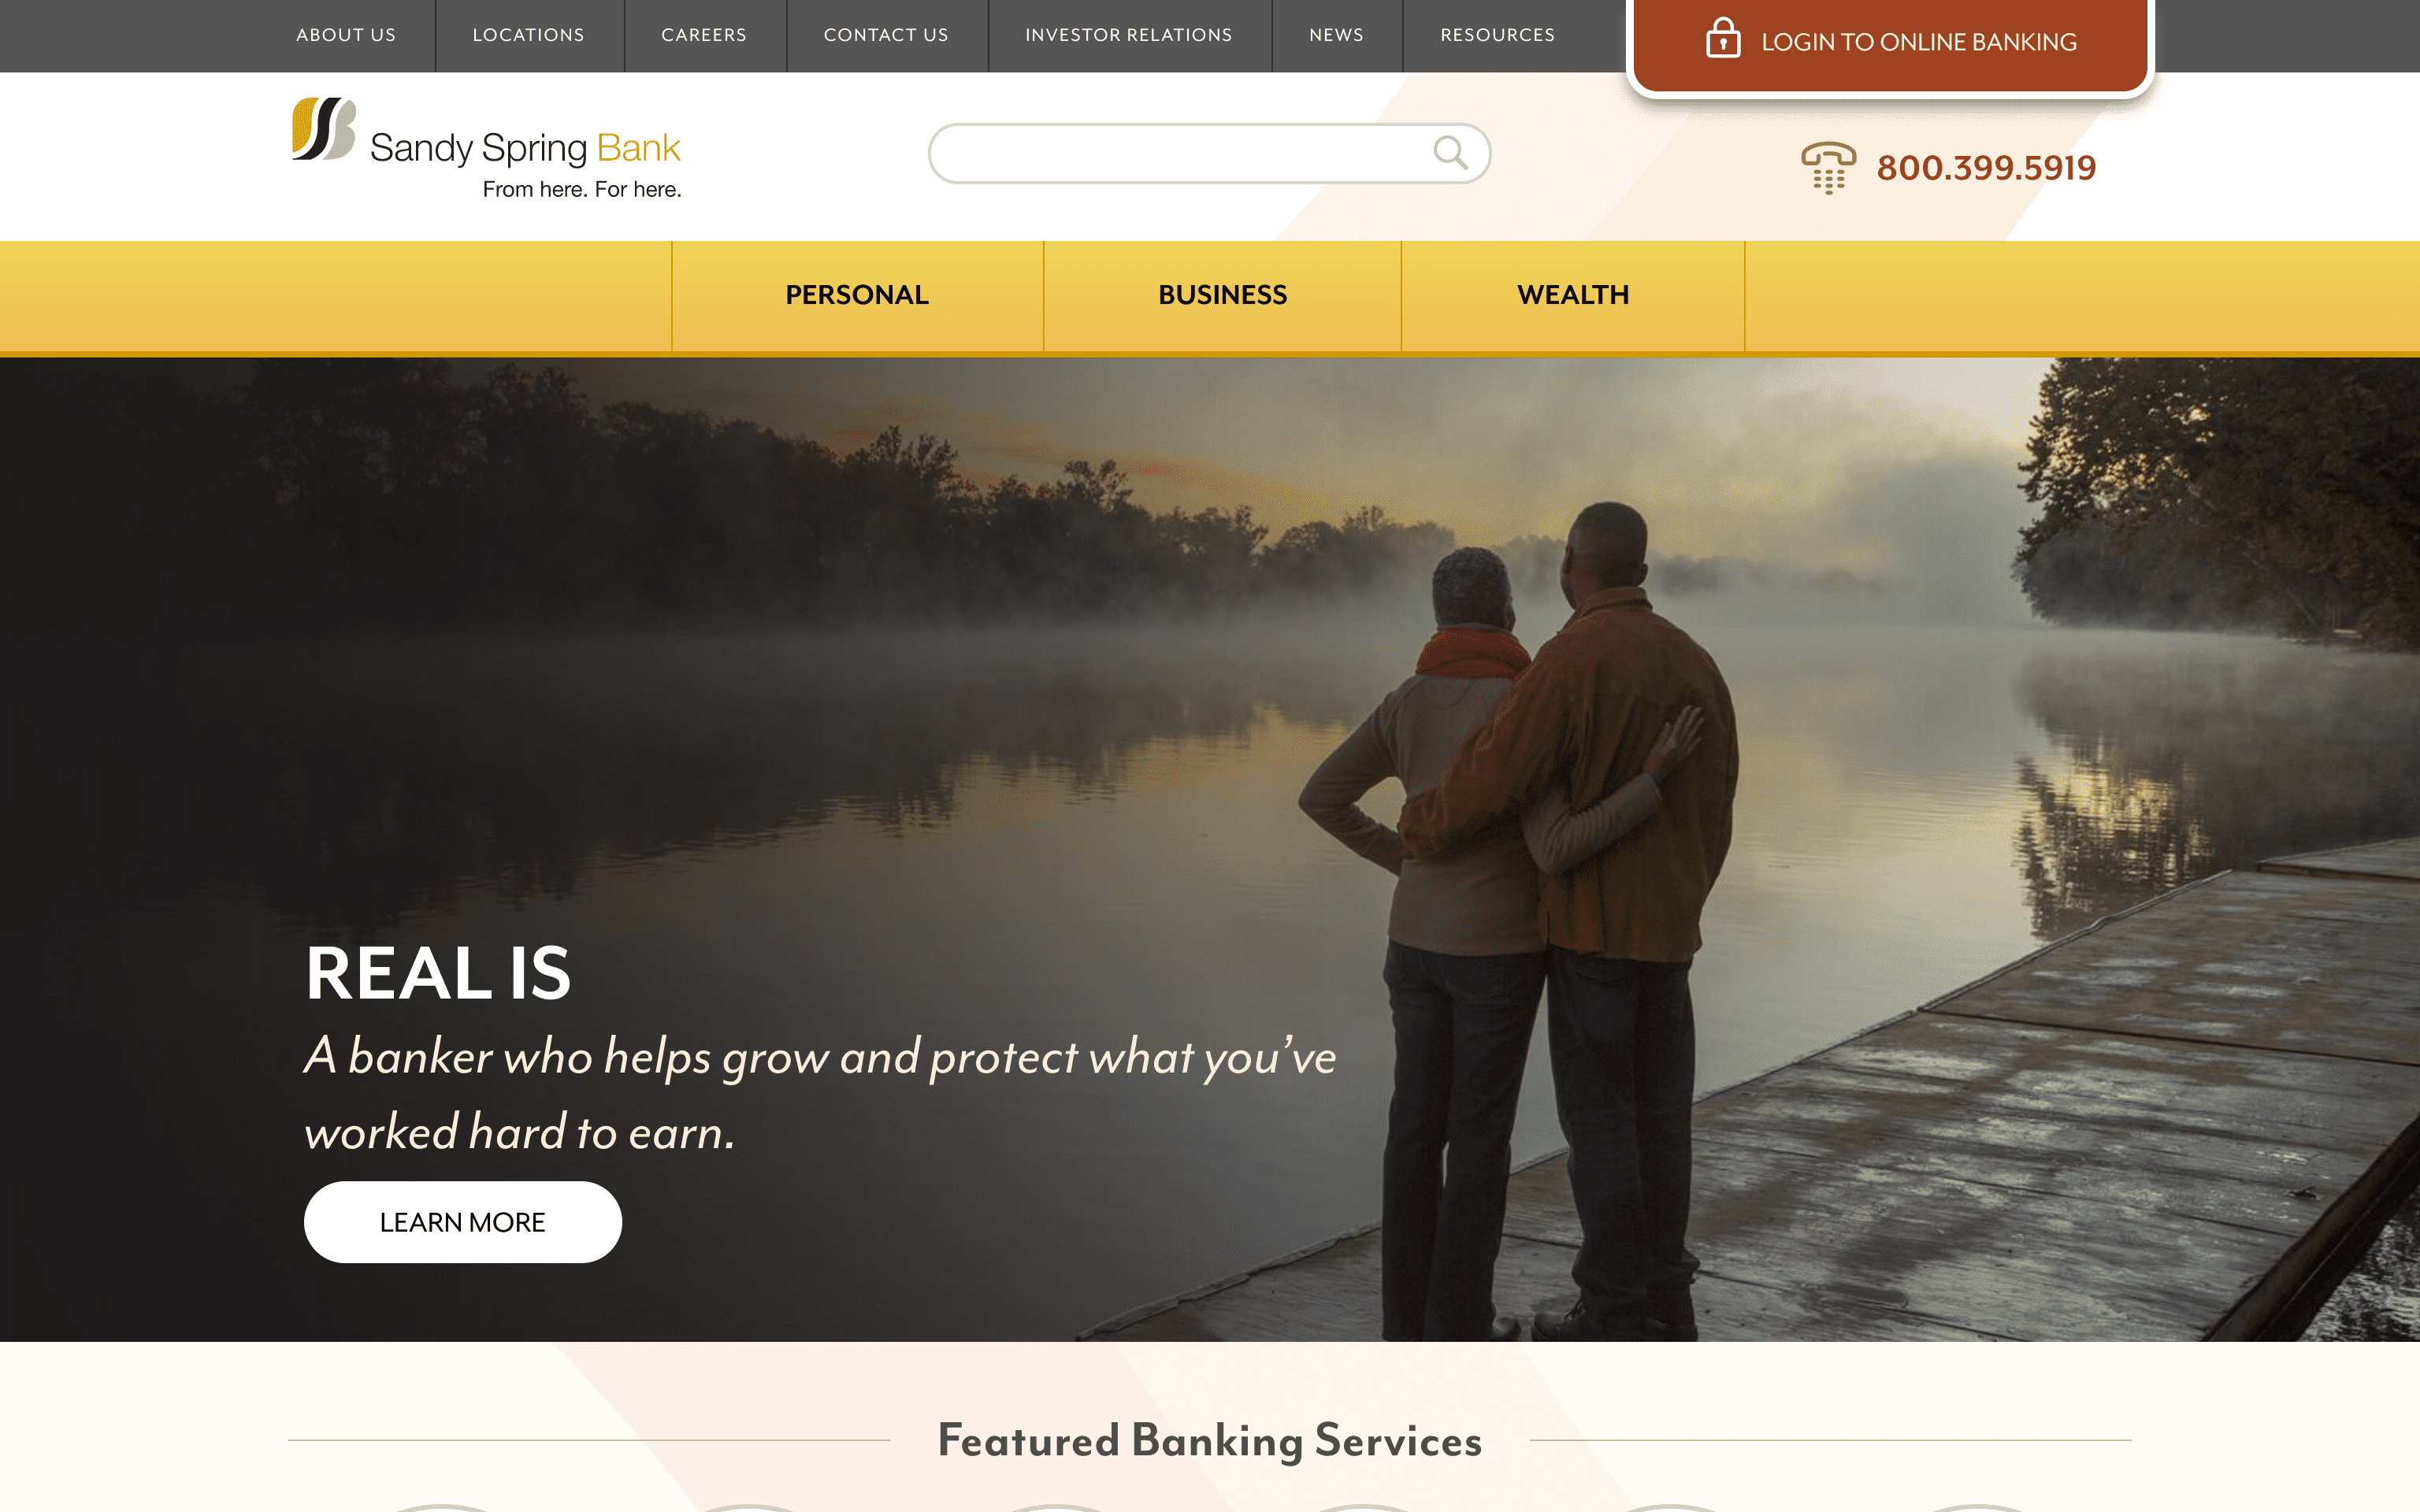 ABOUT US
LOCATIONS
CAREERS
CONTACT US
INVESTOR RELATIONS
NEWS
RESOURCES
LOGIN TO ONLINE BANKING
Sandy Spring Bank
From here. For here.
800.399.5919
PERSONAL
BUSINESS
WEALTH
REAL IS
A banker who helps grow and protect what you’ve
worked hard to earn.
LEARN MORE
Featured Banking Services